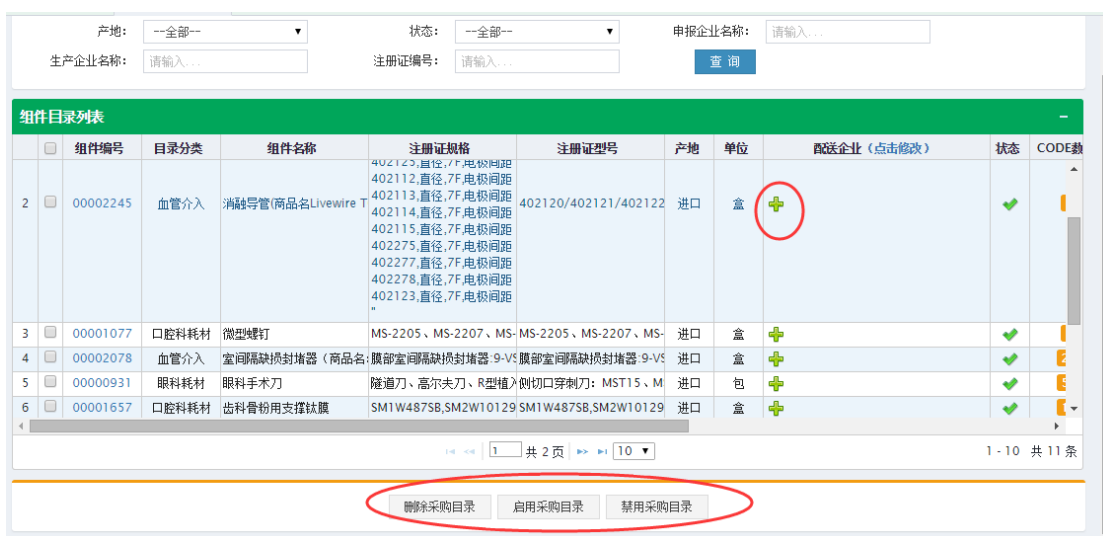 产地： --全部-- 状态： --全部-- 申报企业名称： 请输入...
生产企业名称： 请输入... 注册证编号： 请输入... 查 询
组件目录列表
组件编号 目录分类 组件名称 注册证规格 注册证型号 产地 单位 配送企业（点击修改） 状态 CODE数
402125,直径,7F,电极间距
402112,直径,7F,电极间距
402113,直径,7F,电极间距
2 00002245 血管介入 消融导管(商品名Livewire T 402114,直径,7F,电极间距 402120/402121/402122 进口 盒
402115,直径,7F,电极间距
402275,直径,7F,电极间距
402277,直径,7F,电极间距
402278,直径,7F,电极间距
402123,直径,7F,电极间距
"
3 00001077 口腔科耗材 微型螺钉 MS-2205、MS-2207、MS- MS-2205、MS-2207、MS- 进口 盒
4 00002078 血管介入 室间隔缺损封堵器（商品名: 膜部室间隔缺损封堵器:9-VS 膜部室间隔缺损封堵器:9-VS 进口 盒 2
5 00000931 眼科耗材 眼科手术刀 隧道刀、高尔夫刀、R型植入 侧切口穿刺刀：MST15、M 进口 包 5
6 00001657 口腔科耗材 齿科骨粉用支撑钛膜 SM1W487SB,SM2W10129 SM1W487SB,SM2W10129 进口 盒
1 共 2 页 10 1 - 10 共 11 条
删除采购目录 启用采购目录 禁用采购目录